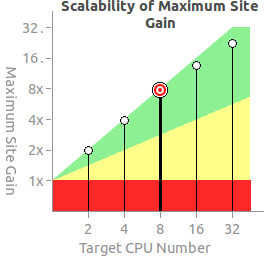 Scalability of Maximum Site
Gain
32.
16.
8x
4x
2x
1x
Maximum Site Gain
2 4 8 16 32
Target CPU Number